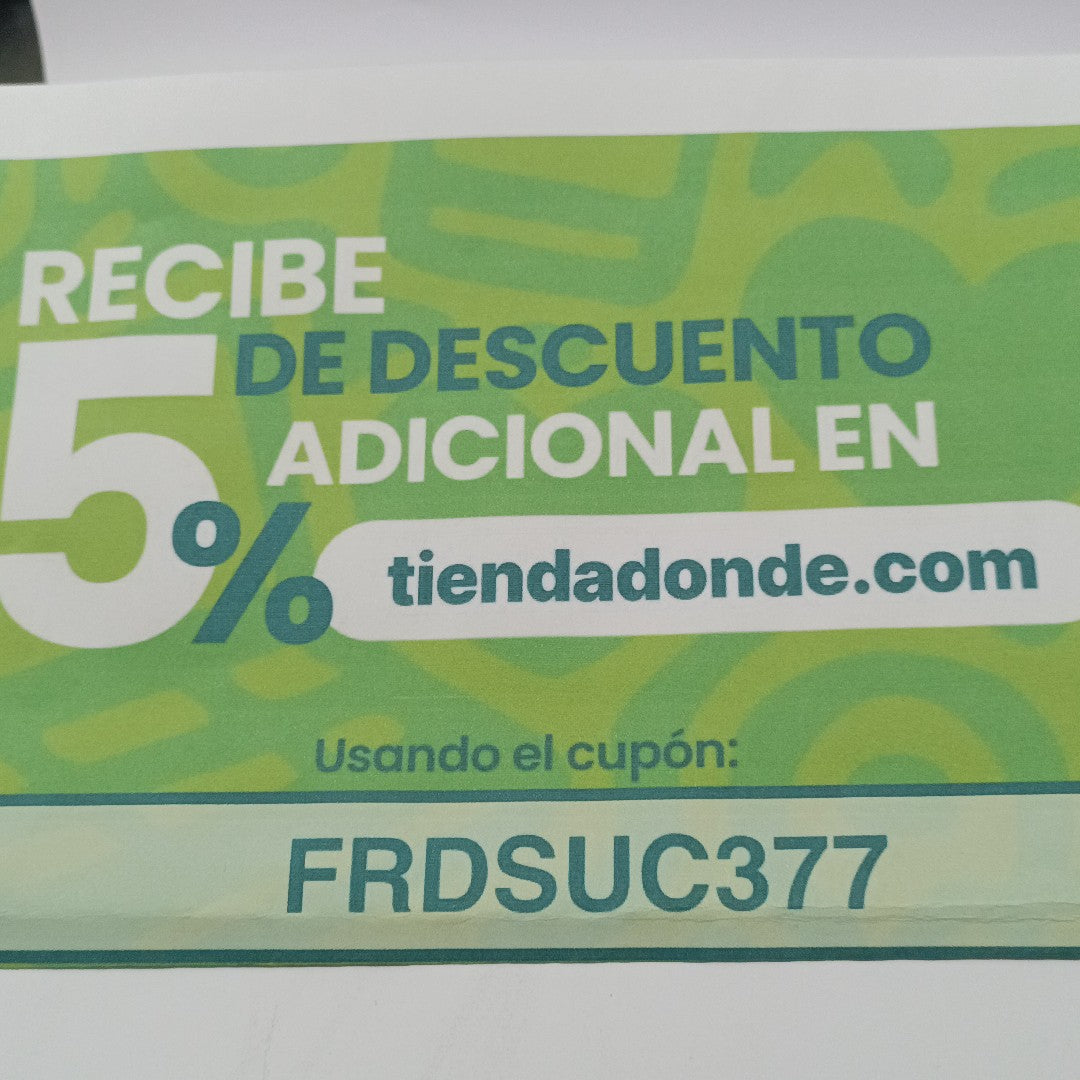 RECIBE
5% DE DESCUENTO
ADICIONAL EN
tiendadonde.com
Usando el cupón:
FRDSUC377